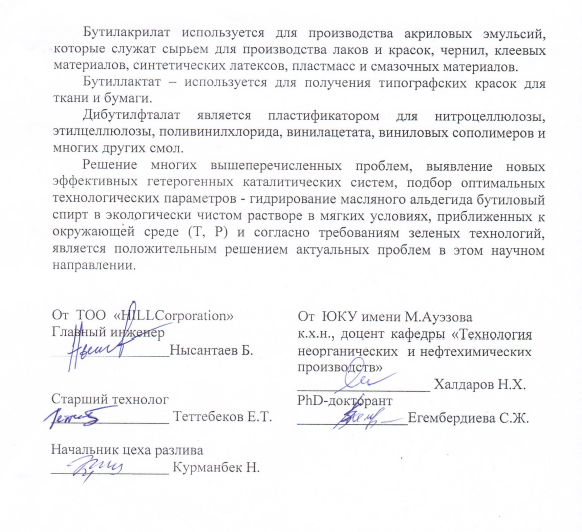 Бутилакрилат используется для производства акриловых эмульсий,
которые служат сырьем для производства лаков и красок, чернил, клеевых
материалов, синтетических латексов, пластмасс и смазочных материалов.
Бутиллактат – используется для получения типографских красок для
ткани и бумаги.
Дибутилфталат является пластификатором для нитроцеллюлозы,
этилцеллюлозы, поливинилхлорида, винилацетата, виниловых сополимеров и
многих других смол.
Решение многих вышеперечисленных проблем, выявление новых
эффективных гетерогенных каталитических систем, подбор оптимальных
технологических параметров - гидрирование масляного альдегида бутиловый
спирт в экологически чистом растворе в мягких условиях, приближенных к
окружающей среде (Т, Р) и согласно требованиям зеленых технологий,
является положительным решением актуальных проблем в этом научном
направлении.
От ТОО «HILLCorporation»
Главный инженер
Нысантаев Б.
Старший технолог
Теттебеков Е.Т.
Начальник цеха разлива
Курманбек Н.
От ЮКУ имени М.Ауэзова
к.х.н., доцент кафедры «Технология
неорганических и нефтехимических
производств»
Халдаров Н.Х.
PhD-докторант
Егембердиева С.Ж.